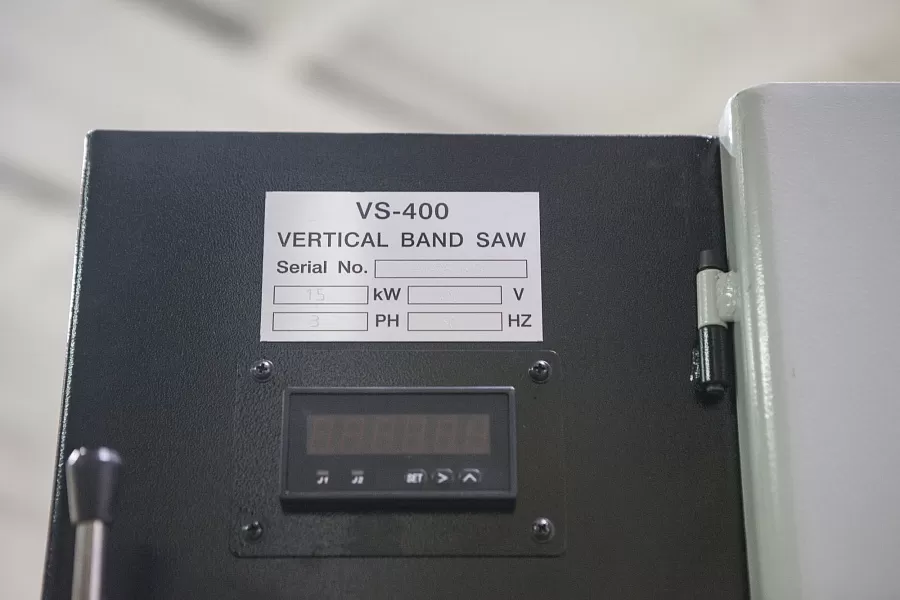 VS-400
VERTICAL BAND SAW
Serial No.
15 kW V
3 PH HZ
J1 J2 SET > ^